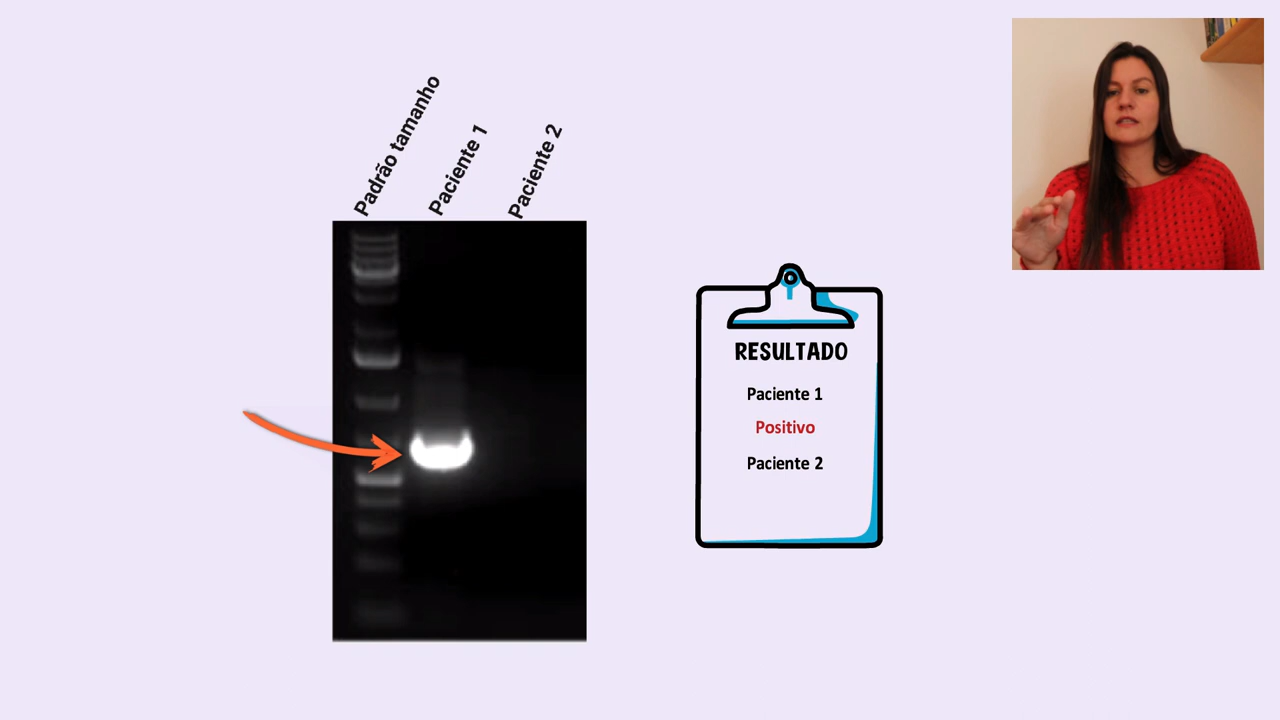 Padrão tamanho
Paciente 1
Paciente 2
RESULTADO
Paciente 1
Positivo
Paciente 2